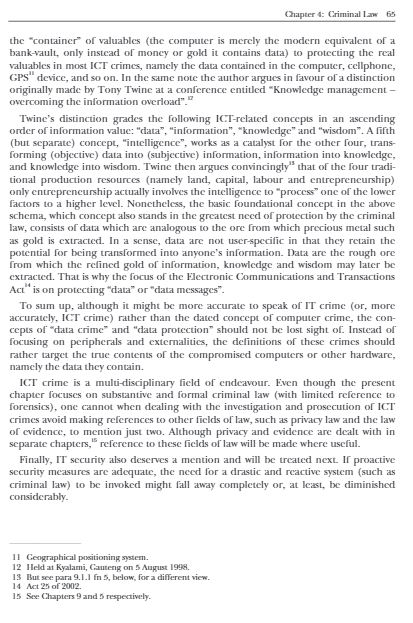 Chapter 4: Criminal Law 65
the “container” of valuables (the computer is merely the modern equivalent of a
bank-vault, only instead of money or gold it contains data) to protecting the real
valuables in most ICT crimes, namely the data contained in the computer, cellphone,
GPS11 device, and so on. In the same note the author argues in favour of a distinction
originally made by Tony Twine at a conference entitled “Knowledge management –
overcoming the information overload”.12
Twine’s distinction grades the following ICT-related concepts in an ascending
order of information value: “data”, “information”, “knowledge” and “wisdom”. A fifth
(but separate) concept, “intelligence”, works as a catalyst for the other four, trans-
forming (objective) data into (subjective) information, information into knowledge,
and knowledge into wisdom. Twine then argues convincingly13 that of the four tradi-
tional production resources (namely land, capital, labour and entrepreneurship)
only entrepreneurship actually involves the intelligence to “process” one of the lower
factors to a higher level. Nonetheless, the basic foundational concept in the above
schema, which concept also stands in the greatest need of protection by the criminal
law, consists of data which are analogous to the ore from which precious metal such
as gold is extracted. In a sense, data are not user-specific in that they retain the
potential for being transformed into anyone’s information. Data are the rough ore
from which the refined gold of information, knowledge and wisdom may later be
extracted. That is why the focus of the Electronic Communications and Transactions
Act14 is on protecting “data” or “data messages”.
To sum up, although it might be more accurate to speak of IT crime (or, more
accurately, ICT crime) rather than the dated concept of computer crime, the con-
cepts of “data crime” and “data protection” should not be lost sight of. Instead of
focusing on peripherals and externalities, the definitions of these crimes should
rather target the true contents of the compromised computers or other hardware,
namely the data they contain.
ICT crime is a multi-disciplinary field of endeavour. Even though the present
chapter focuses on substantive and formal criminal law (with limited reference to
forensics), one cannot when dealing with the investigation and prosecution of ICT
crimes avoid making references to other fields of law, such as privacy law and the law
of evidence, to mention just two. Although privacy and evidence are dealt with in
separate chapters,15 reference to these fields of law will be made where useful.
Finally, IT security also deserves a mention and will be treated next. If proactive
security measures are adequate, the need for a drastic and reactive system (such as
criminal law) to be invoked might fall away completely or, at least, be diminished
considerably.
11 Geographical positioning system.
12 Held at Kyalami, Gauteng on 5 August 1998.
13 But see para 9.1.1 fn 5, below, for a different view.
14 Act 25 of 2002.
15 See Chapters 9 and 5 respectively.